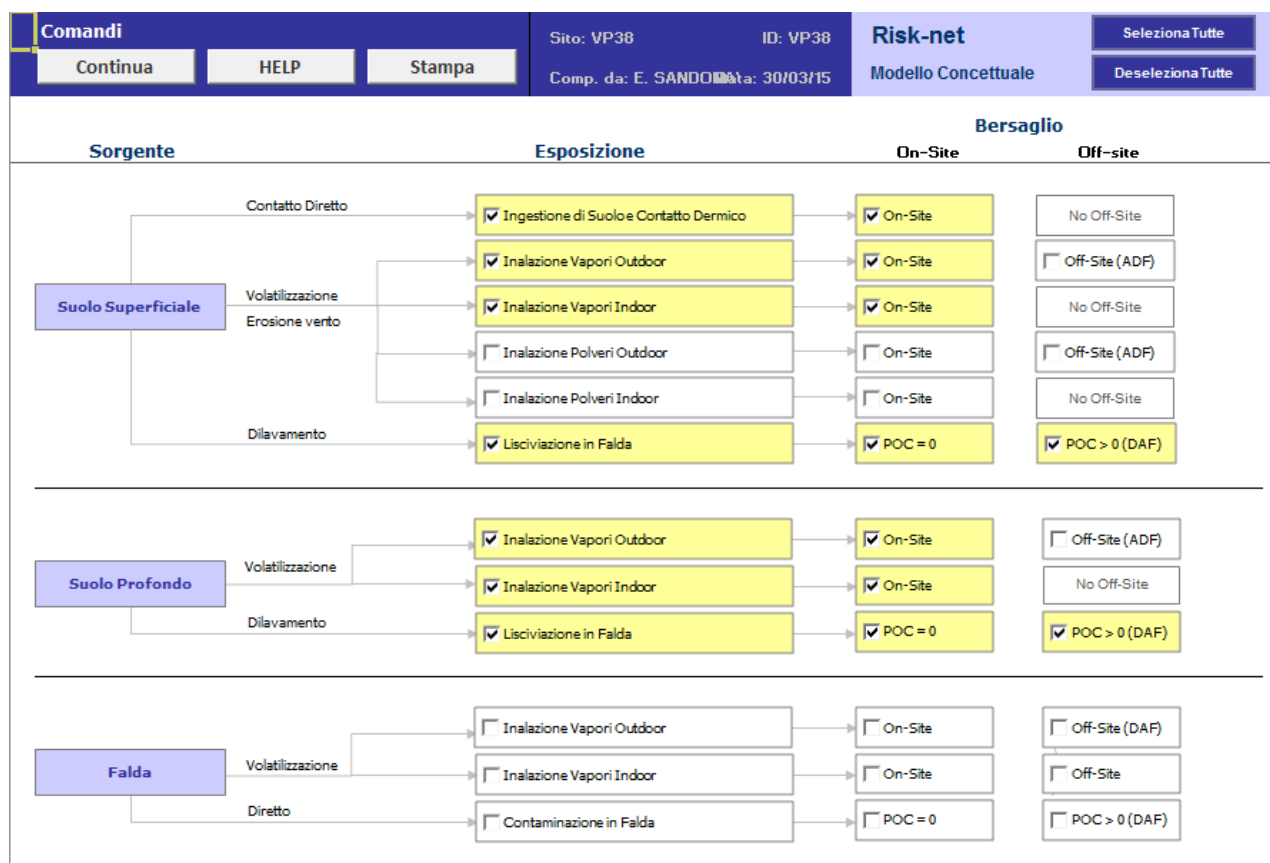 Comandi
Continua
HELP
Stampa
Sito: VP38
ID: VP38
Comp. da: E. SANDO
Data: 30/03/15
Risk-net
Modello Concettuale
Seleziona Tutte
Deseleziona Tutte
Bersaglio
Sorgente
Esposizione
On-Site
Off-site
Contatto Diretto
Ingestione di Suolo e Contatto Dermico
On-Site
No Off-Site
Inalazione Vapori Outdoor
On-Site
Off-Site (ADF)
Suolo Superficiale
Volatilizzazione
Erosione vento
Inalazione Vapori Indoor
On-Site
No Off-Site
Inalazione Polveri Outdoor
On-Site
Off-Site (ADF)
Inalazione Polveri Indoor
On-Site
No Off-Site
Dilavamento
Lisciviazione in Falda
POC = 0
POC > 0 (DAF)
Inalazione Vapori Outdoor
On-Site
Off-Site (ADF)
Suolo Profondo
Volatilizzazione
Inalazione Vapori Indoor
On-Site
No Off-Site
Dilavamento
Lisciviazione in Falda
POC = 0
POC > 0 (DAF)
Inalazione Vapori Outdoor
On-Site
Off-Site (DAF)
Falda
Volatilizzazione
Inalazione Vapori Indoor
On-Site
Off-Site
Diretto
Contaminazione in Falda
POC = 0
POC > 0 (DAF)